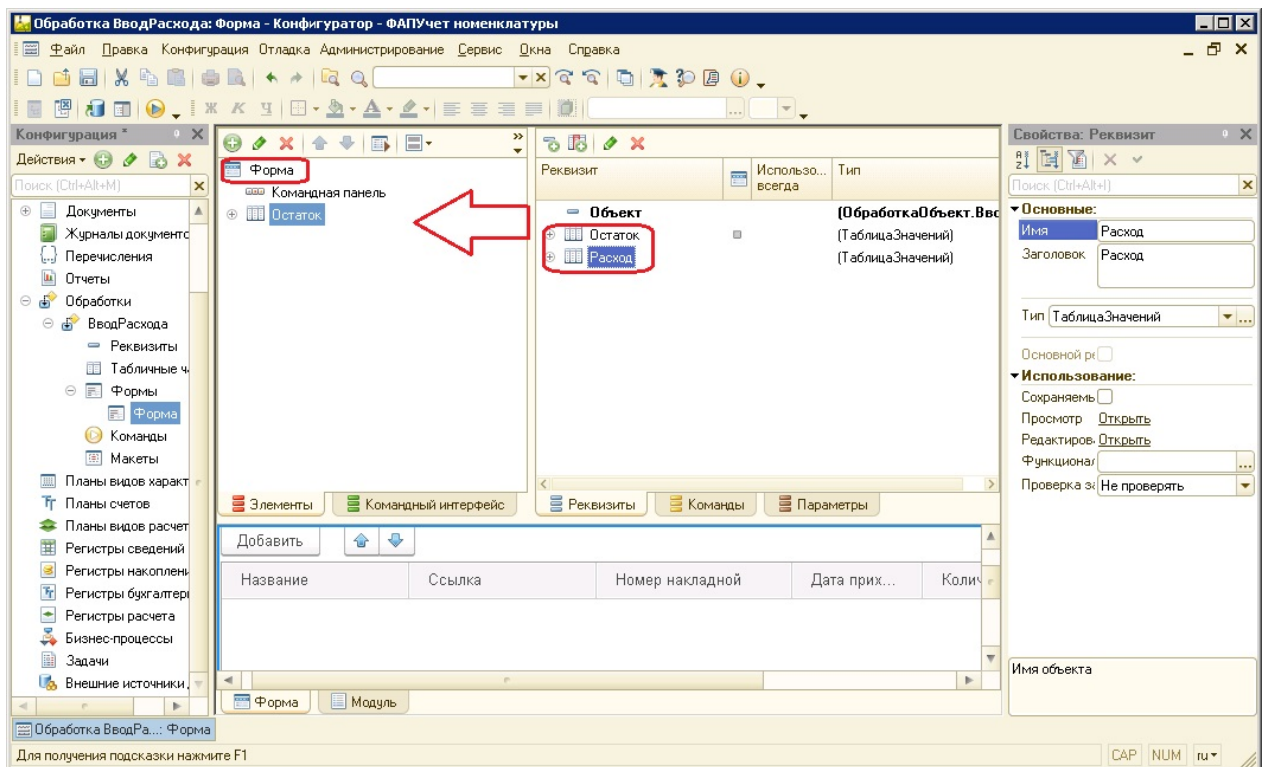 Обработка ВводРасхода: Форма - Конфигуратор - ФАПУчет номенклатуры
Файл Правка Конфигурация Отладка Администрирование Сервис Окна Справка
Ж К Ч
Конфигурация *
Действия
Поиск (Ctrl+Alt+M)
Документы
Журналы документо
Перечисления
Отчеты
Обработки
ВводРасхода
Реквизиты
Табличные ч
Формы
Форма
Команды
Макеты
Планы видов характ
Планы счетов
Планы видов расчет
Регистры сведений
Регистры накоплен
Регистры бухгалтер
Регистры расчета
Бизнес-процессы
Задачи
Внешние источники
Форма
Командная панель
Остаток
Элементы
Командный интерфейс
Реквизит
Использо... всегда
Тип
Объект (ОбработкаОбъект.Вво
Остаток (ТаблицаЗначений)
Расход (ТаблицаЗначений)
Реквизиты
Команды
Параметры
Добавить
Название Ссылка Номер накладной Дата прих... Колич
Форма
Модуль
Свойства: Реквизит
Поиск (Ctrl+Alt+I)
Основные:
Имя Расход
Заголовок Расход
Тип ТаблицаЗначений ...
Основной ре
Использование:
Сохраняемь
Просмотр Открыть
Редактиров. Открыть
Функционал ...
Проверка за Не проверять
Имя объекта
Обработка ВводРа...: Форма
Для получения подсказки нажмите F1
CAP NUM ru